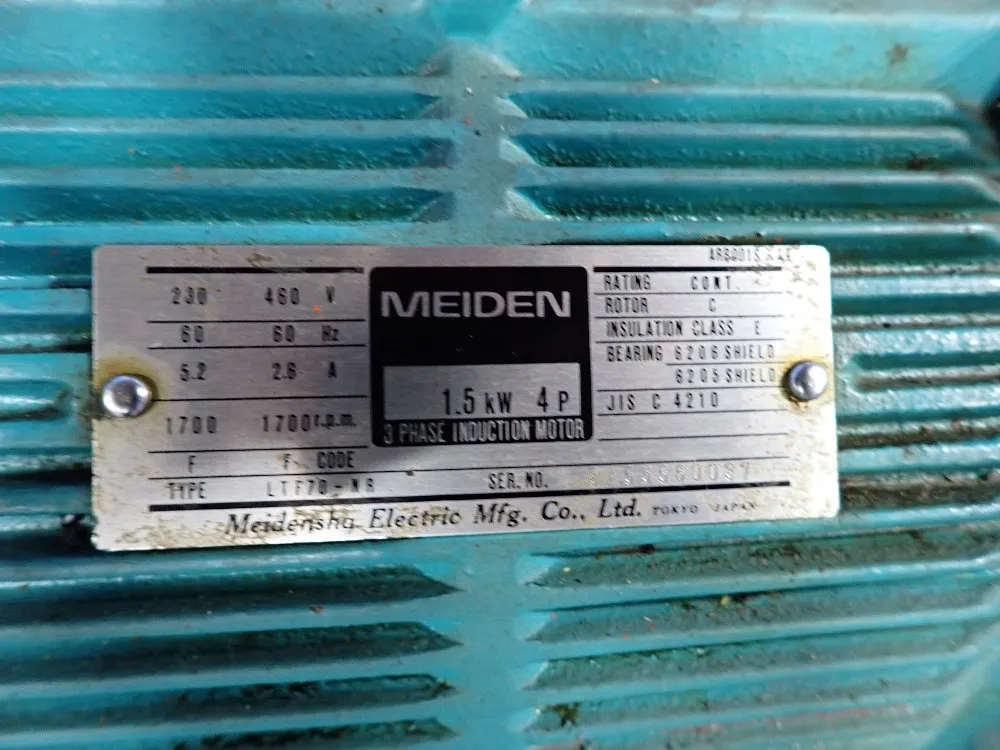 230 460 V
60 60 Hz
5.2 2.6 A
1700 1700 r.p.m.
F F CODE
TYPE LTF70-NR
MEIDEN
1.5 kW 4 P
3 PHASE INDUCTION MOTOR
RATING CONT.
ROTOR C
INSULATION CLASS E
BEARING 6206 SHIELD
6205 SHIELD
JIS C 4210
SER. NO.
Meidensha Electric Mfg. Co., Ltd. TOKYO JAPAN